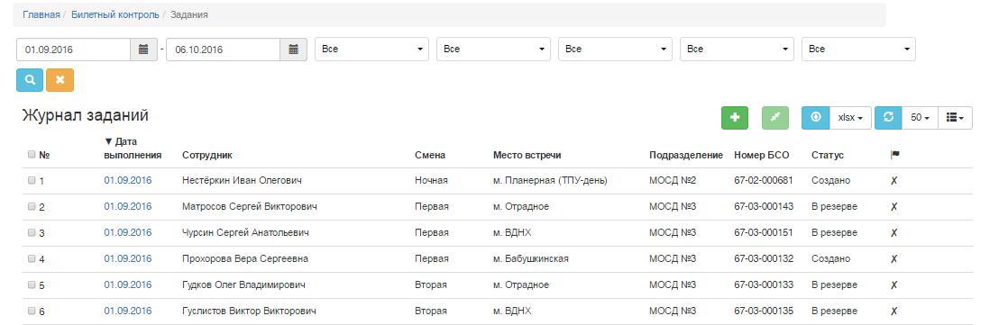 Главная / Билетный контроль / Задания
01.09.2016 - 06.10.2016 Все Все Все Все Все
Журнал заданий xlsx 50
№ ▼ Дата выполнения Сотрудник Смена Место встречи Подразделение Номер БСО Статус
1 01.09.2016 Нестёркин Иван Олегович Ночная м. Планерная (ТПУ-день) МОСД №2 67-02-000681 Создано ✗
2 01.09.2016 Матросов Сергей Викторович Первая м. Отрадное МОСД №3 67-03-000143 В резерве ✗
3 01.09.2016 Чурсин Сергей Анатольевич Первая м. ВДНХ МОСД №3 67-03-000151 В резерве ✗
4 01.09.2016 Прохорова Вера Сергеевна Первая м. Бабушкинская МОСД №3 67-03-000132 Создано ✗
5 01.09.2016 Гудков Олег Владимирович Вторая м. Отрадное МОСД №3 67-03-000133 В резерве ✗
6 01.09.2016 Гуслистов Виктор Викторович Вторая м. ВДНХ МОСД №3 67-03-000135 В резерве ✗